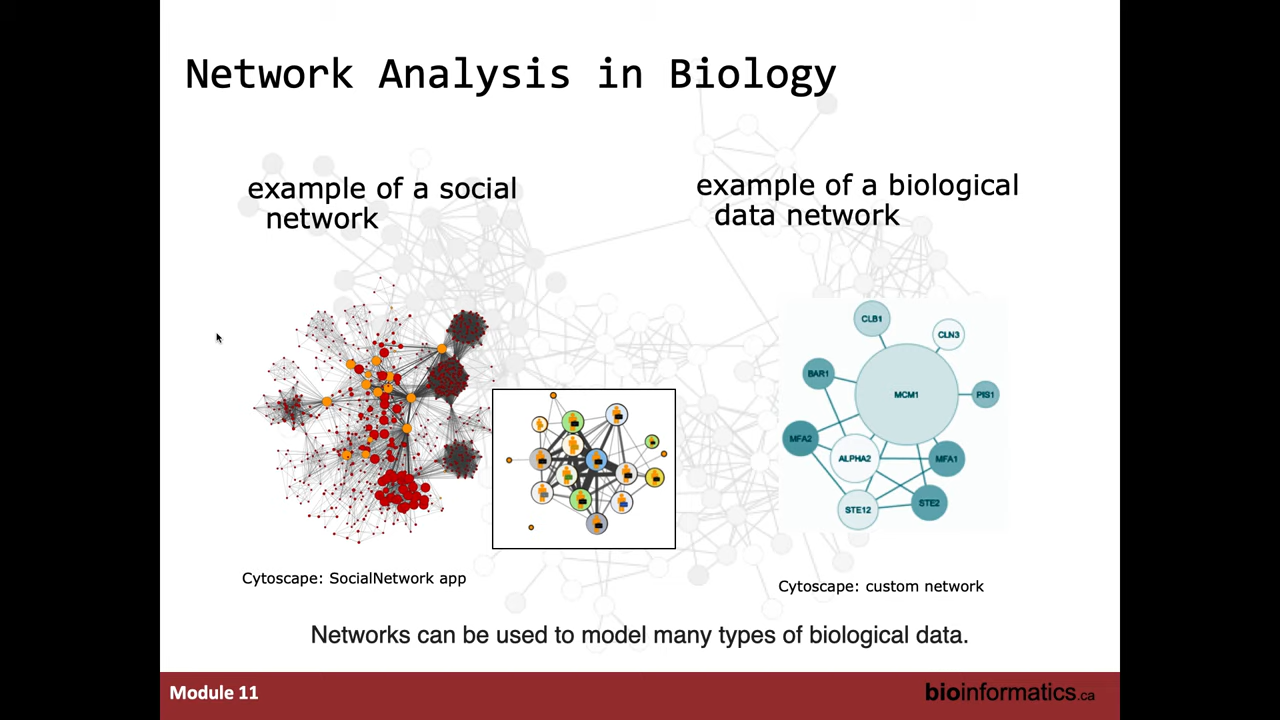 Network Analysis in Biology
example of a social
network
example of a biological
data network
CLB1
CLN3
BAR1
MCM1
PIS1
MFA2
ALPHA2
MFA1
STE2
STE12
Cytoscape: SocialNetwork app
Cytoscape: custom network
Networks can be used to model many types of biological data.
Module 11
bioinformatics.ca